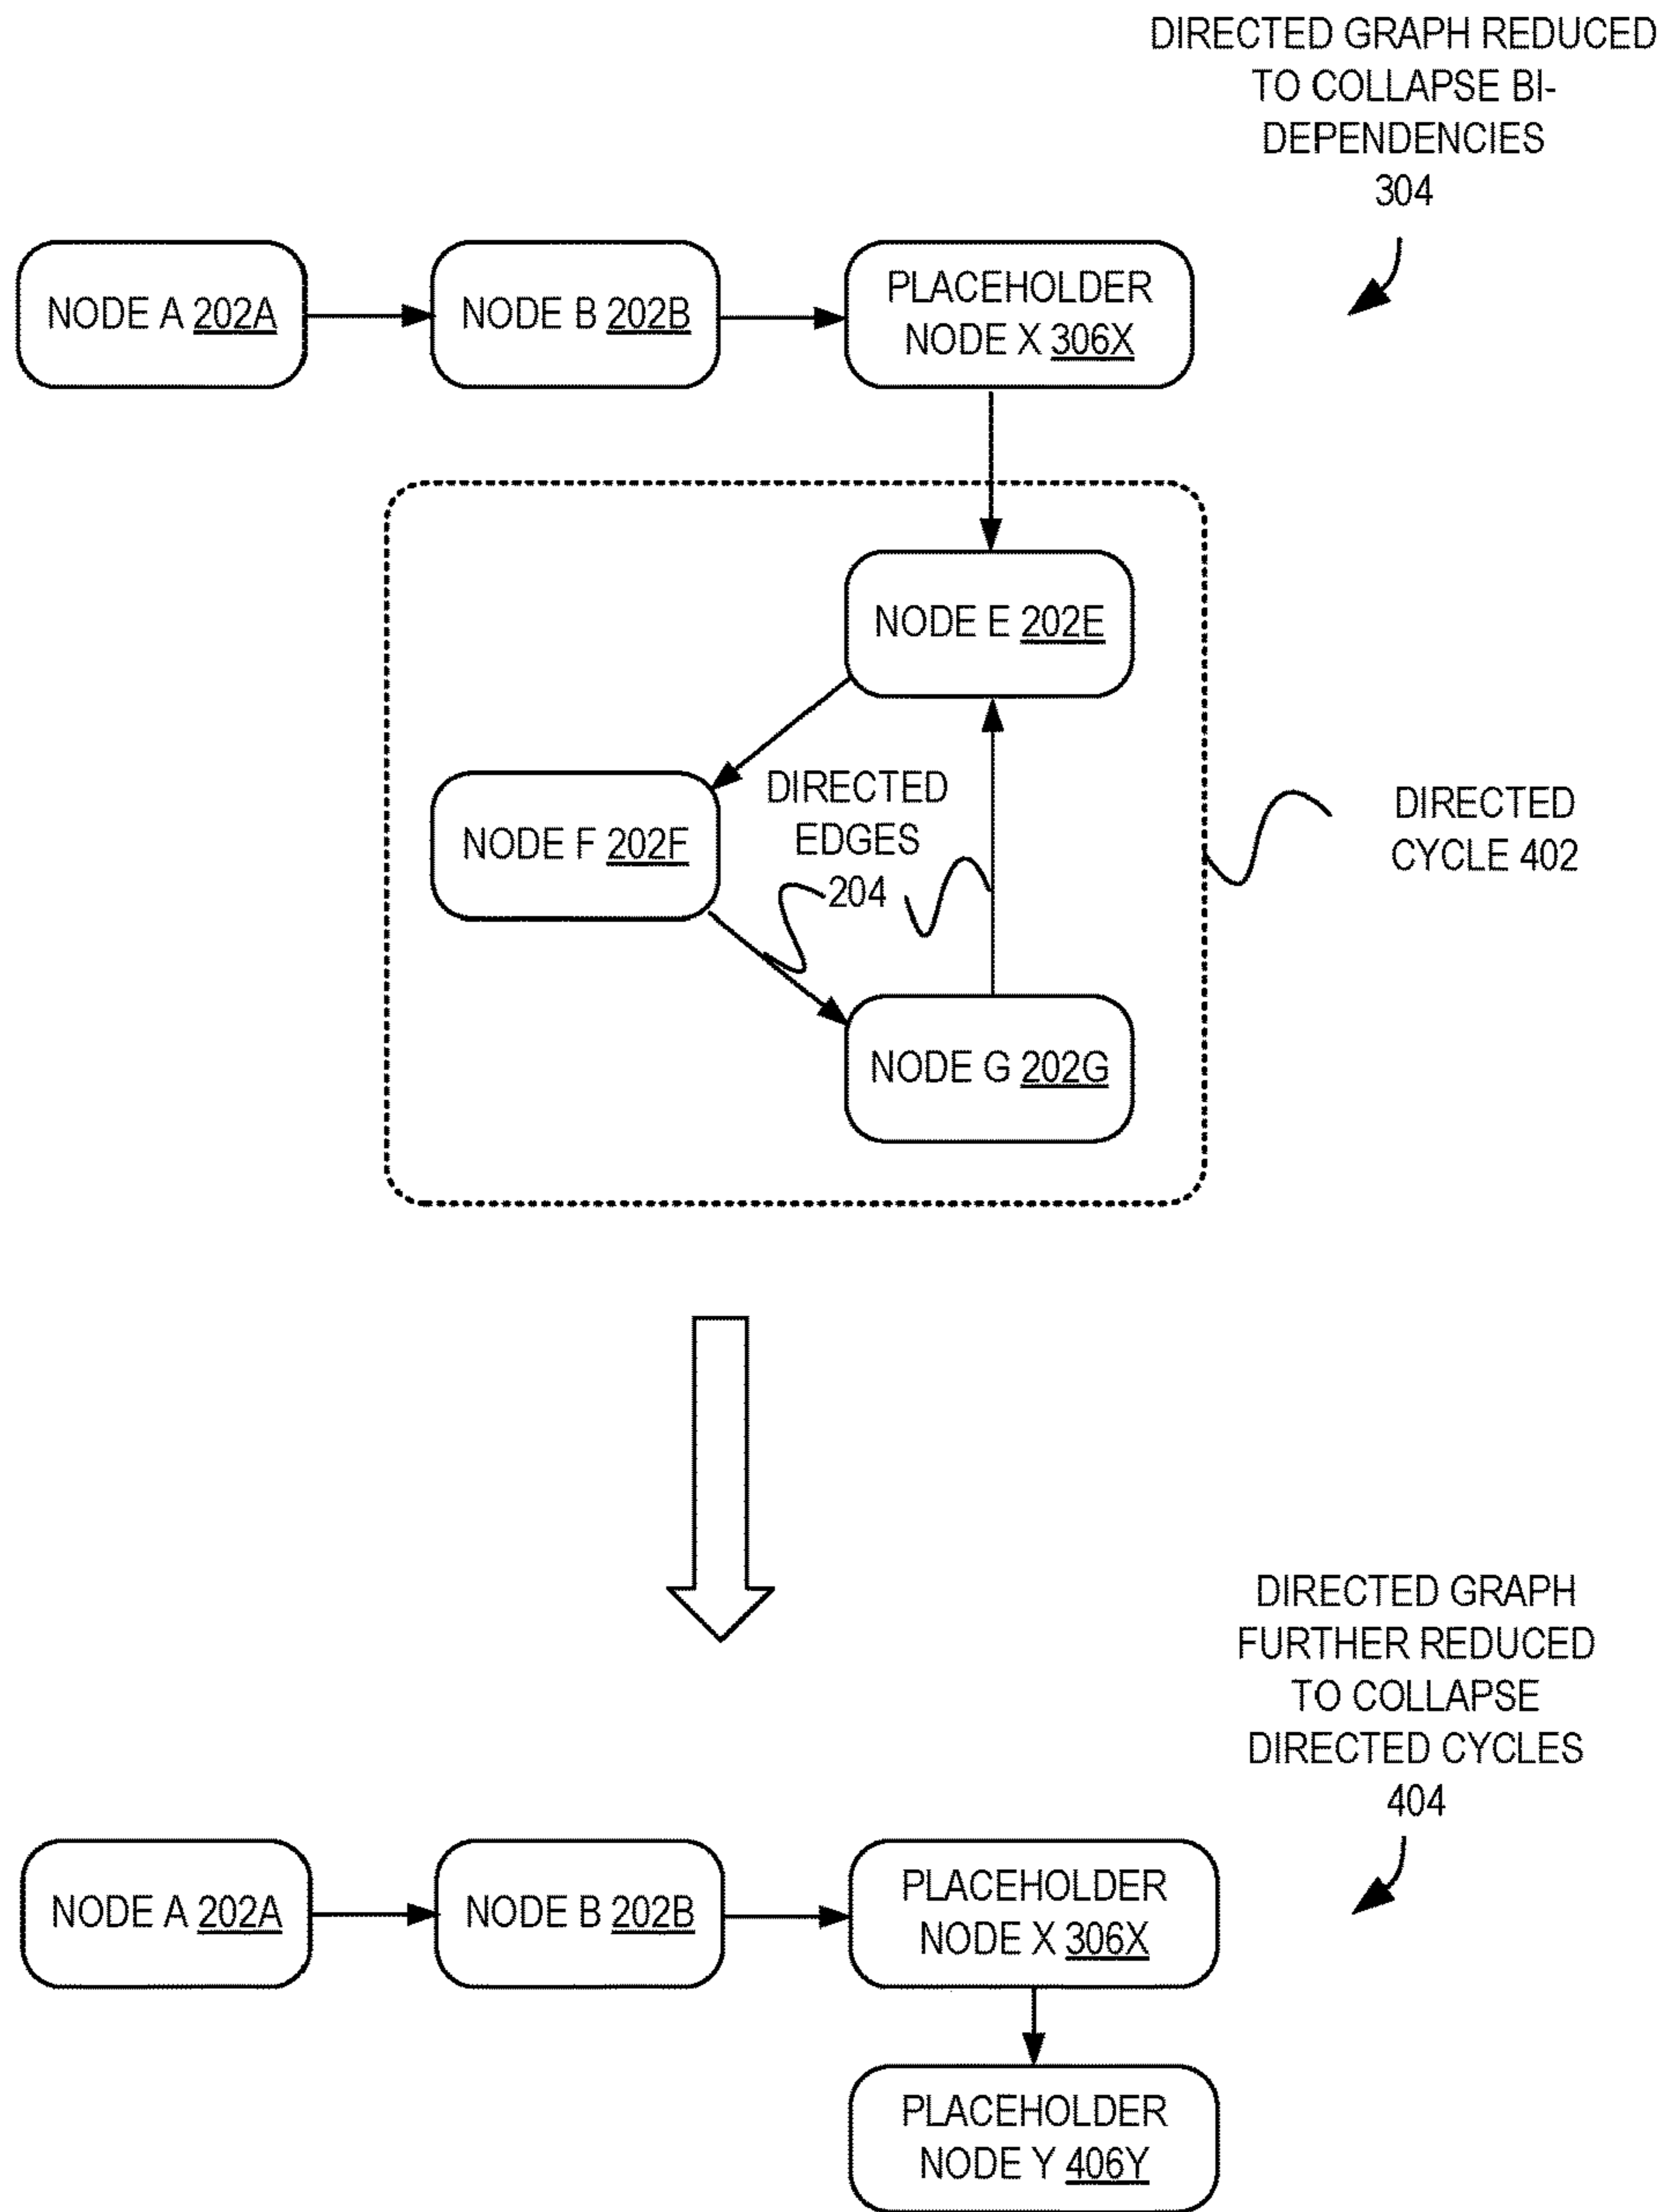 DIRECTED GRAPH REDUCED
TO COLLAPSE BI-
DEPENDENCIES
304
NODE A 202A
NODE B 202B
PLACEHOLDER
NODE X 306X
NODE E 202E
DIRECTED
EDGES
204
NODE F 202F
DIRECTED
CYCLE 402
NODE G 202G
DIRECTED GRAPH
FURTHER REDUCED
TO COLLAPSE
DIRECTED CYCLES
404
NODE A 202A
NODE B 202B
PLACEHOLDER
NODE X 306X
PLACEHOLDER
NODE Y 406Y